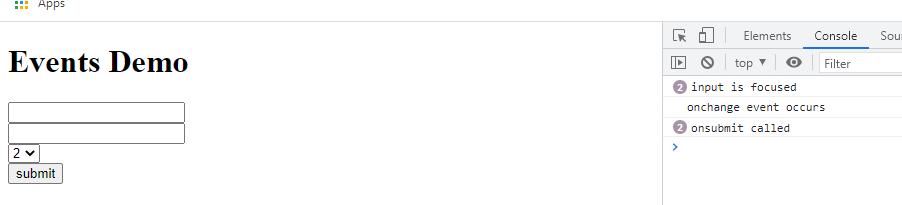 Apps
Events Demo
2
submit
Elements Console Sou
top Filter
2 input is focused
onchange event occurs
2 onsubmit called